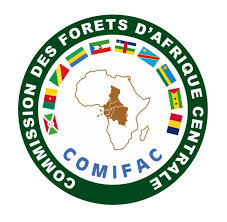 COMMISSION DES FORETS D'AFRIQUE CENTRALE
COMIFAC